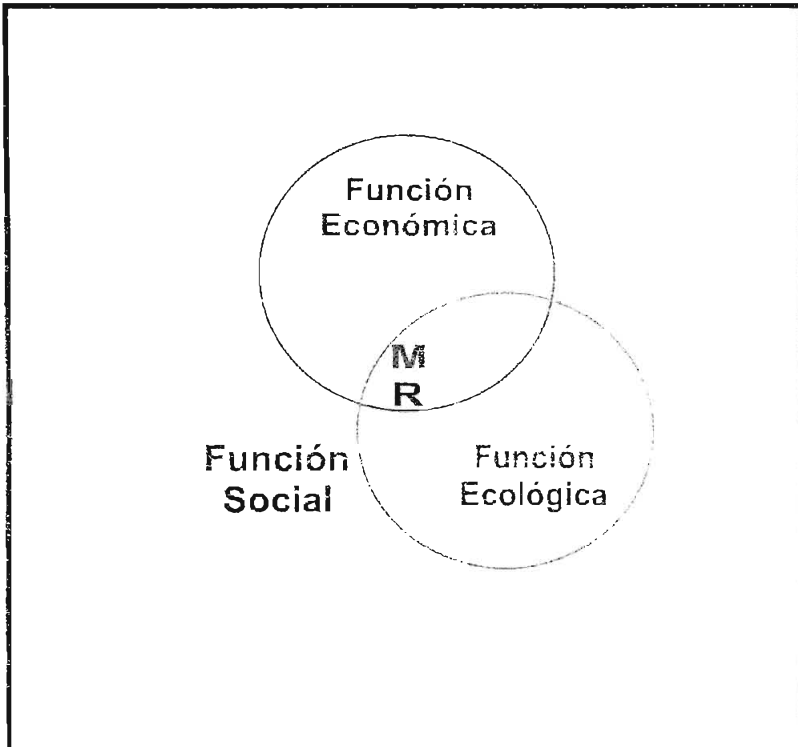 Función
Económica
M
R
Función
Social
Función
Ecológica